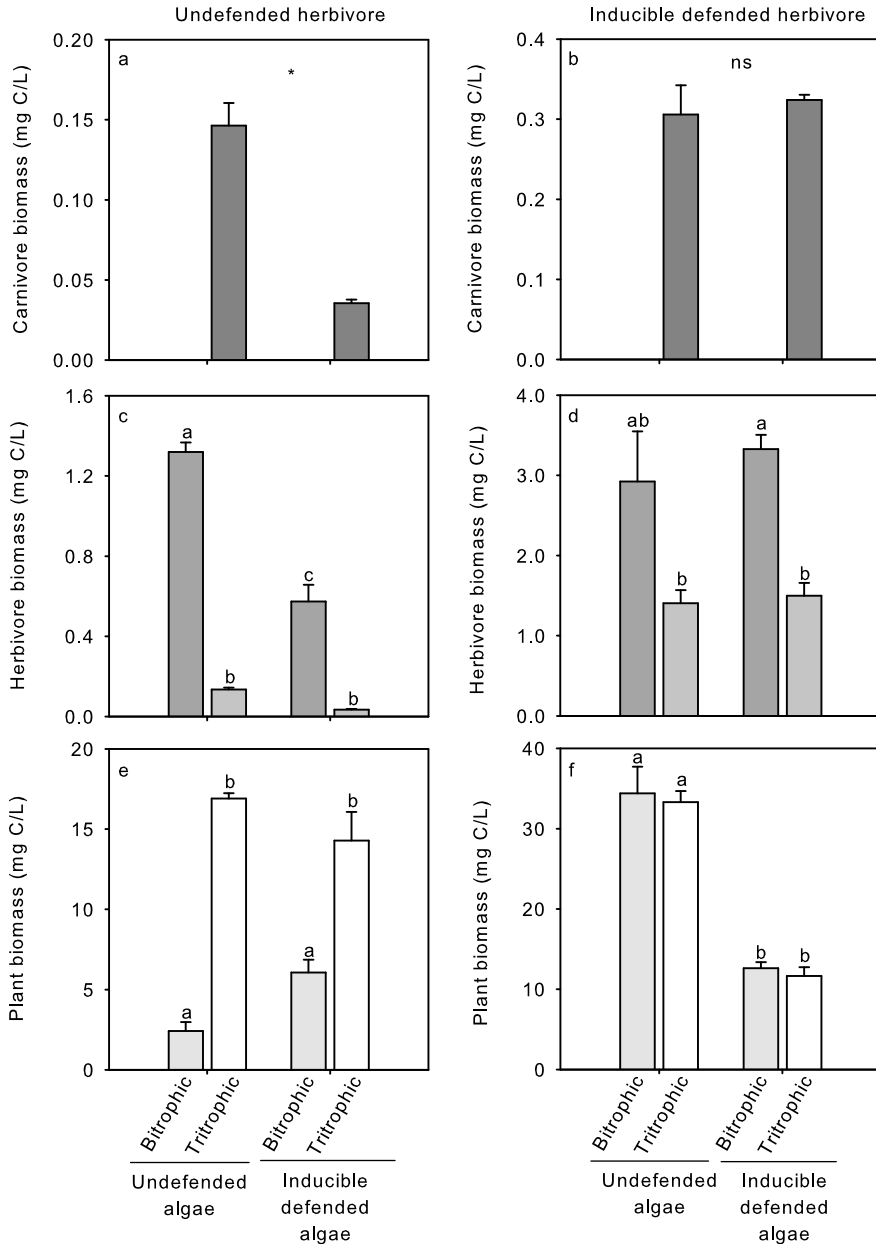 Undefended herbivore
Inducible defended herbivore
a
*
0.20
0.15
0.10
0.05
0.00
Carnivore biomass (mg C/L)
b
ns
0.4
0.3
0.2
0.1
0.0
Carnivore biomass (mg C/L)
c
a
b
c
b
1.6
1.2
0.8
0.4
0.0
Herbivore biomass (mg C/L)
d
ab
b
a
b
4.0
3.0
2.0
1.0
0.0
Herbivore biomass (mg C/L)
e
a
b
a
b
20
15
10
5
0
Plant biomass (mg C/L)
f
a
a
b
b
40
30
20
10
0
Plant biomass (mg C/L)
Bitrophic
Tritrophic
Bitrophic
Tritrophic
Undefended
algae
Inducible
defended
algae
Bitrophic
Tritrophic
Bitrophic
Tritrophic
Undefended
algae
Inducible
defended
algae